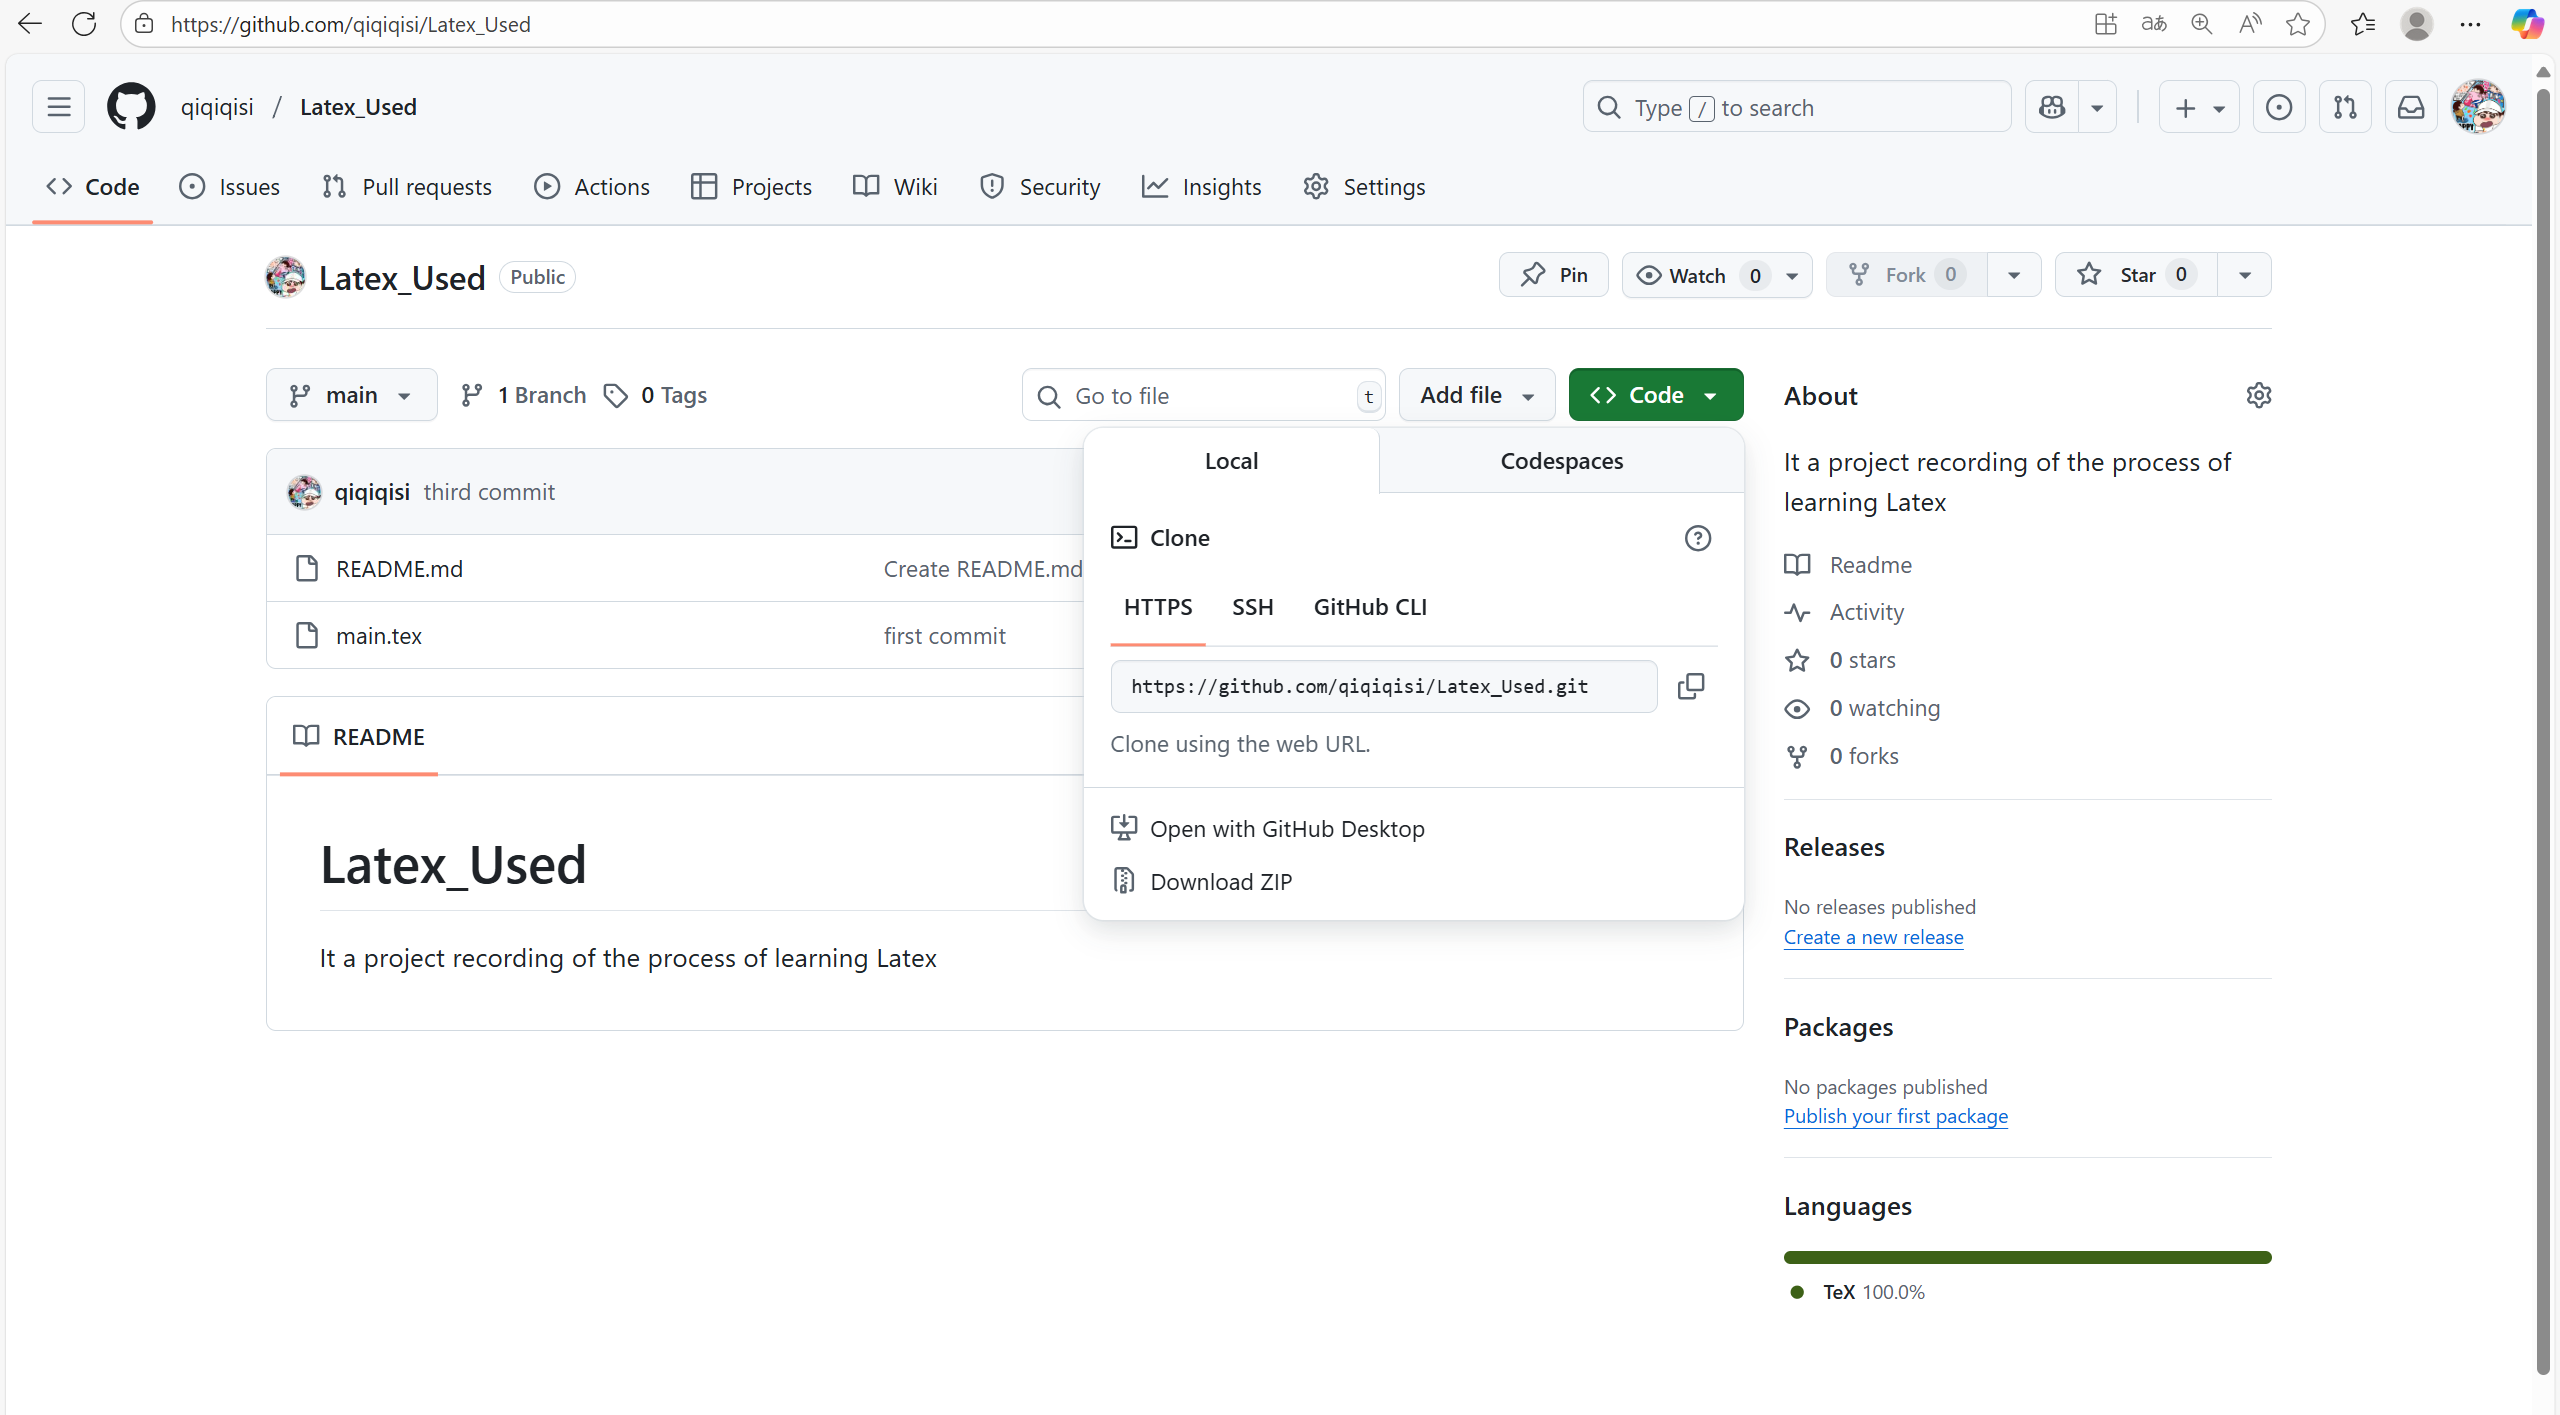 https://github.com/qiqiqisi/Latex_Used
qiqiqisi / Latex_Used
Type / to search
Code
Issues
Pull requests
Actions
Projects
Wiki
Security
Insights
Settings
Latex_Used Public
Pin
Watch 0
Fork 0
Star 0
main
1 Branch
0 Tags
Go to file t
Add file
Code
Local
Codespaces
qiqiqisi third commit
README.md Create README.md
main.tex first commit
Clone
HTTPS SSH GitHub CLI
https://github.com/qiqiqisi/Latex_Used.git
Clone using the web URL.
Open with GitHub Desktop
Download ZIP
README
Latex_Used
It a project recording of the process of learning Latex
About
It a project recording of the process of
learning Latex
Readme
Activity
0 stars
0 watching
0 forks
Releases
No releases published
Create a new release
Packages
No packages published
Publish your first package
Languages
TeX 100.0%